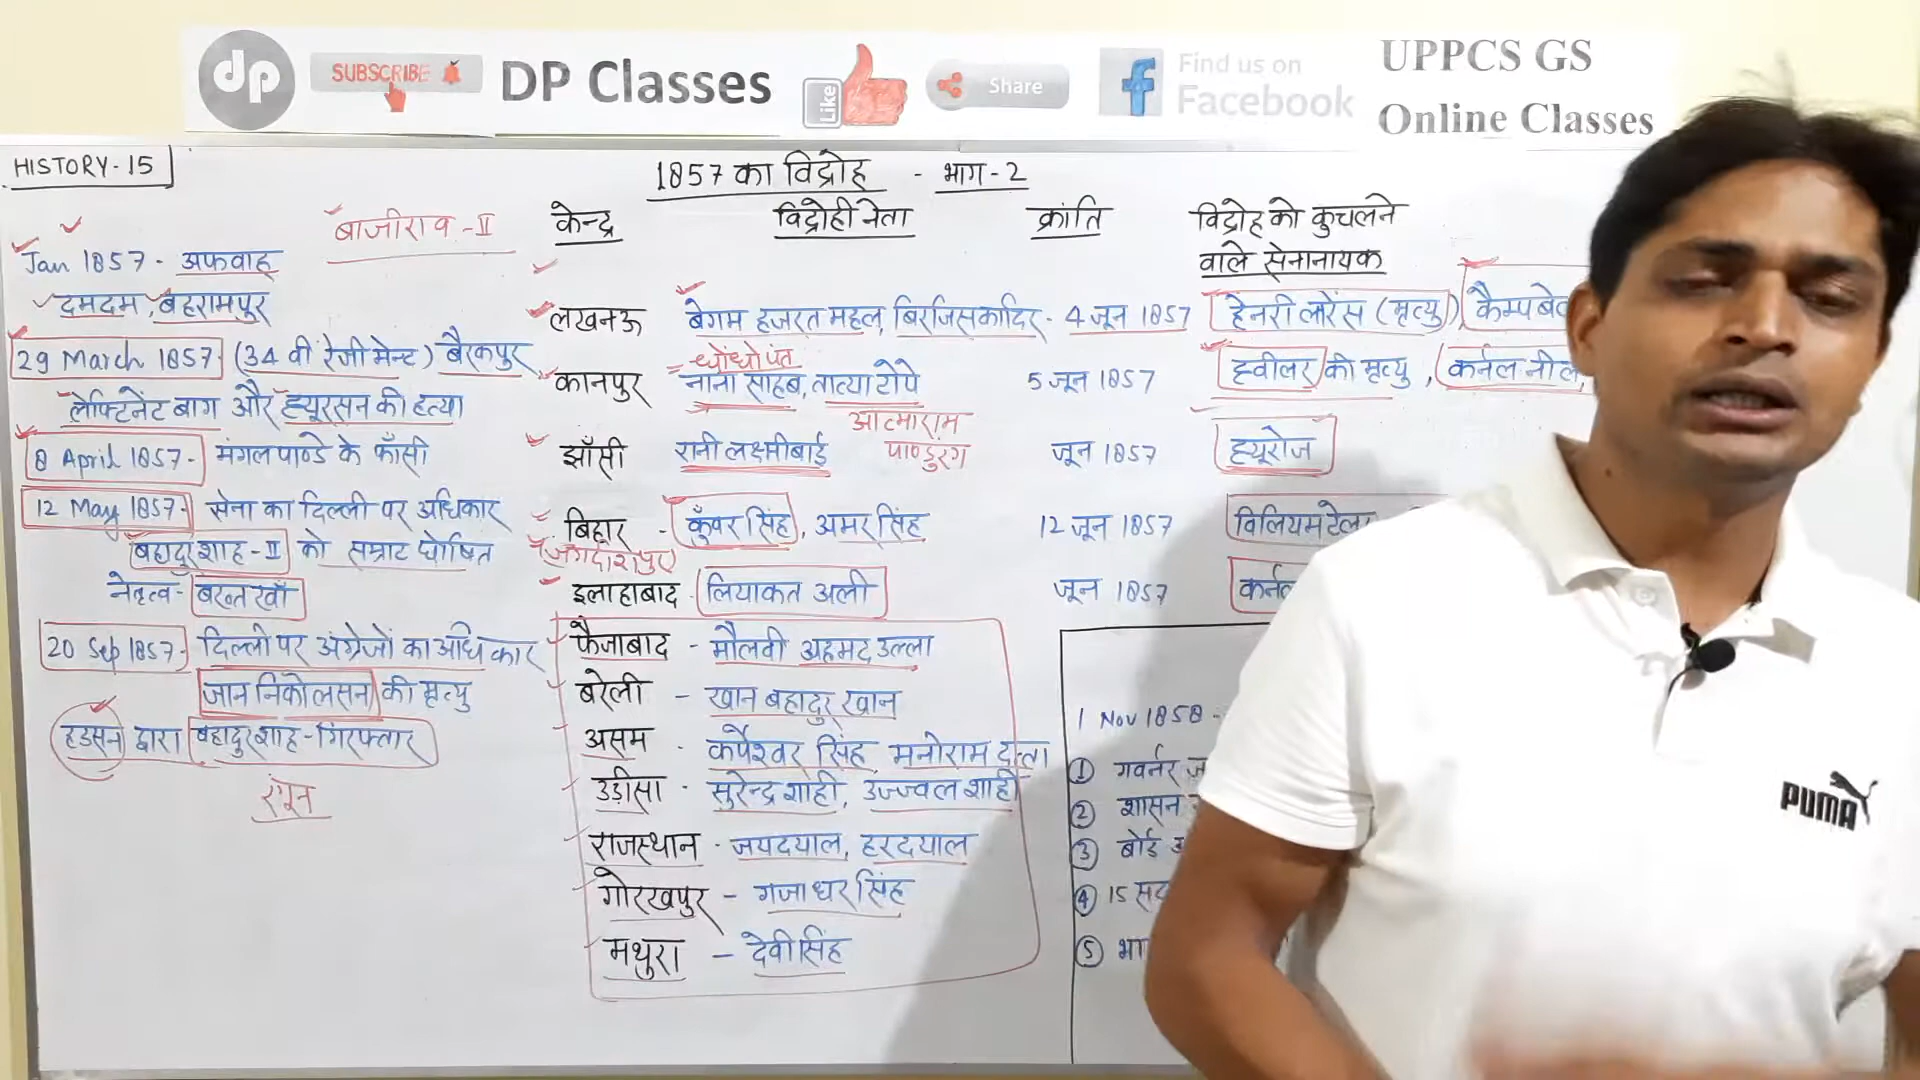 dp
SUBSCRIBE
DP Classes
Like
Share
f
Find us on
Facebook
UPPCS GS
Online Classes
HISTORY-15
1857 का विद्रोह - भाग-2
बाजीराव-II
Jan 1857 - अफवाह
दमदम, बहरामपुर
29 March 1857 (34 वीं रेजीमेन्ट) बैरकपुर
लेफ्टिनेंट बाग और ह्यूरसन की हत्या
8 April 1857- मंगल पाण्डे के फाँसी
12 May 1857- सेना का दिल्ली पर अधिकार
बहादुरशाह-II को सम्राट घोषित
नेतृत्व- बख्त खाँ
20 Sep 1857- दिल्ली पर अंग्रेजों का अधिकार
जान निकोलसन की मृत्यु
हडसन द्वारा बहादुरशाह-गिरफ्तार
रंगून
केन्द्र विद्रोही नेता क्रांति विद्रोह को कुचलने
वाले सेनानायक
लखनऊ बेगम हजरत महल, बिरजिस कादिर- 4 जून 1857 हेनरी लॉरेंस (मृत्यु)
धोंधो पंत
कानपुर नाना साहब, तात्या टोपे 5 जून 1857 ह्वीलर की मृत्यु, कर्नल नील,
आत्माराम
पाण्डुरंग
झाँसी रानी लक्ष्मीबाई जून 1857 ह्यूरोज
बिहार - कुँवर सिंह, अमर सिंह 12 जून 1857 विलियम
जगदीशपुर
इलाहाबाद लियाकत अली जून 1857
फैजाबाद - मौलवी अहमद उल्ला
बरेली - खान बहादुर खान
असम - कंपेश्वर सिंह, मनीराम दत्ता
उड़ीसा - सुरेन्द्र शाही, उज्ज्वल शाही
राजस्थान - जयदयाल, हरदयाल
गोरखपुर - गजाधर सिंह
मथुरा - देवी सिंह
1 Nov 1858 -
① गवर्नर
② शासन
③ बोर्ड
④ 15
⑤
PUMA